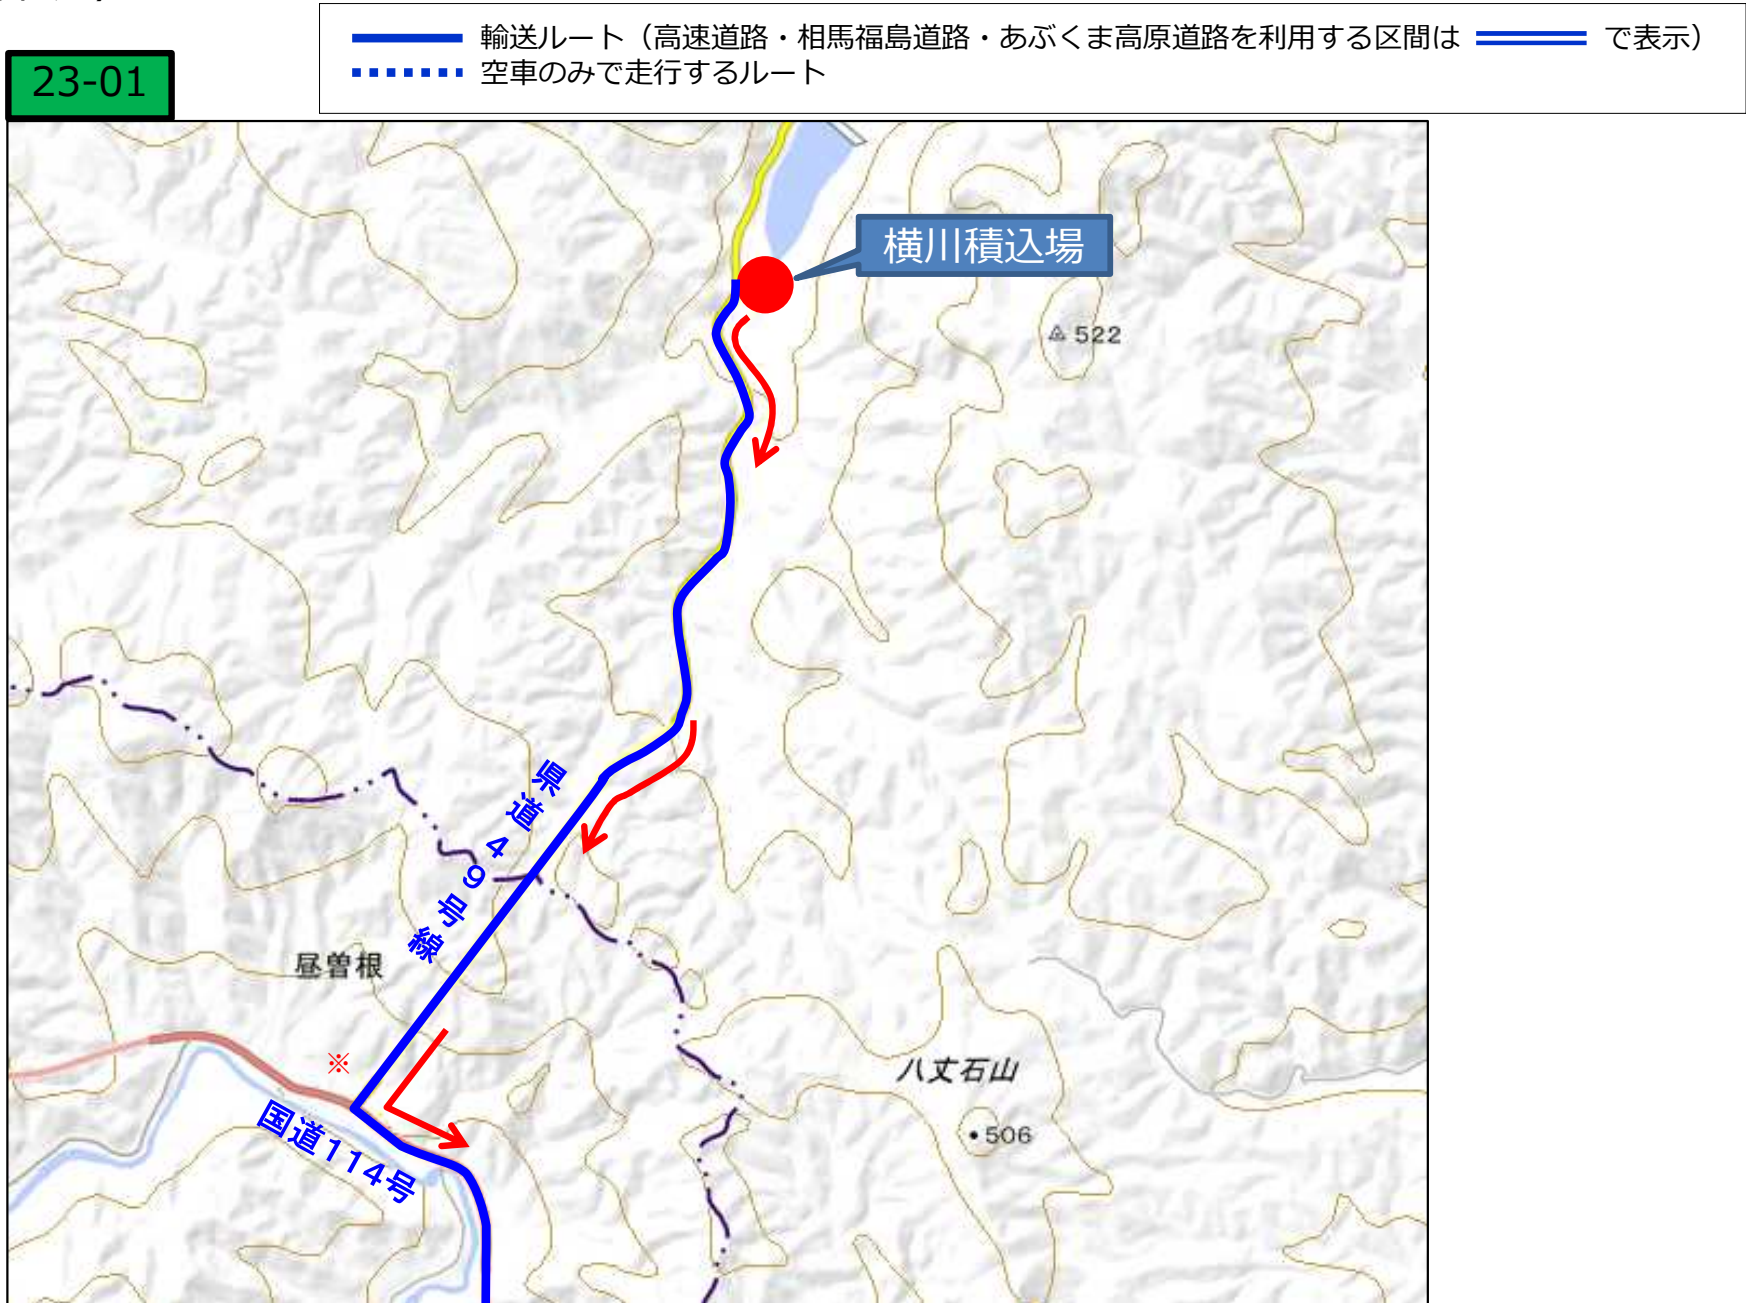 輸送ルート（高速道路・相馬福島道路・あぶくま高原道路を利用する区間は で表示）
空車のみで走行するルート
23-01
横川積込場
522
県道49号線
昼曽根
※
国道114号
八丈石山
506